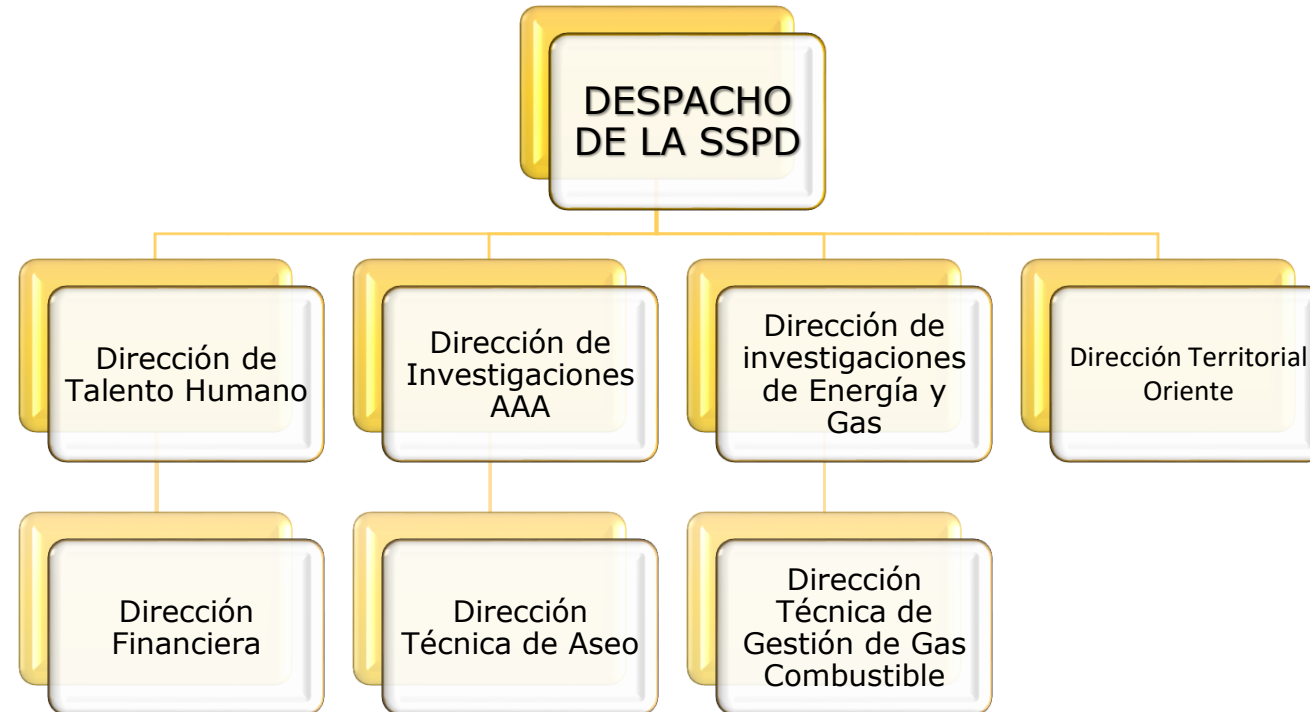 DESPACHO
DE LA SSPD
Dirección de
Talento Humano
Dirección de
Investigaciones
AAA
Dirección de
investigaciones
de Energía y
Gas
Dirección Territorial
Oriente
Dirección
Financiera
Dirección
Técnica de Aseo
Dirección
Técnica de
Gestión de Gas
Combustible